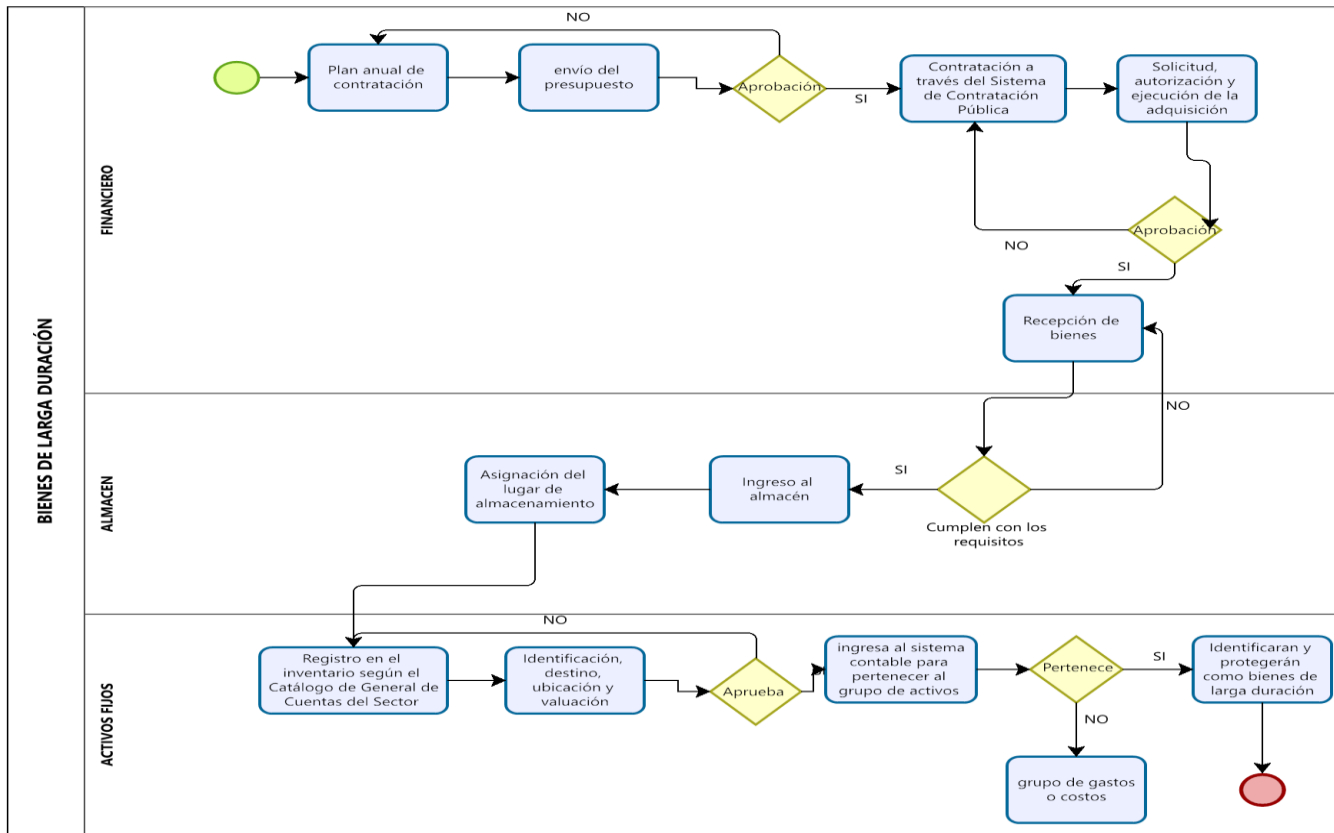 BIENES DE LARGA DURACIÓN
FINANCIERO
NO
Plan anual de
contratación
envío del
presupuesto
Aprobación
SI
Contratación a
través del Sistema
de Contratación
Pública
Solicitud,
autorización y
ejecución de la
adquisición
Aprobación
NO
SI
Recepción de
bienes
ALMACEN
NO
Asignación del
lugar de
almacenamiento
Ingreso al
almacén
SI
Cumplen con los
requisitos
ACTIVOS FIJOS
NO
Registro en el
inventario según el
Catálogo de General de
Cuentas del Sector
Identificación,
destino,
ubicación y
valuación
Aprueba
ingresa al sistema
contable para
pertenecer al
grupo de activos
Pertenece
SI
Identificaran y
protegerán
como bienes de
larga duración
NO
grupo de gastos
o costos